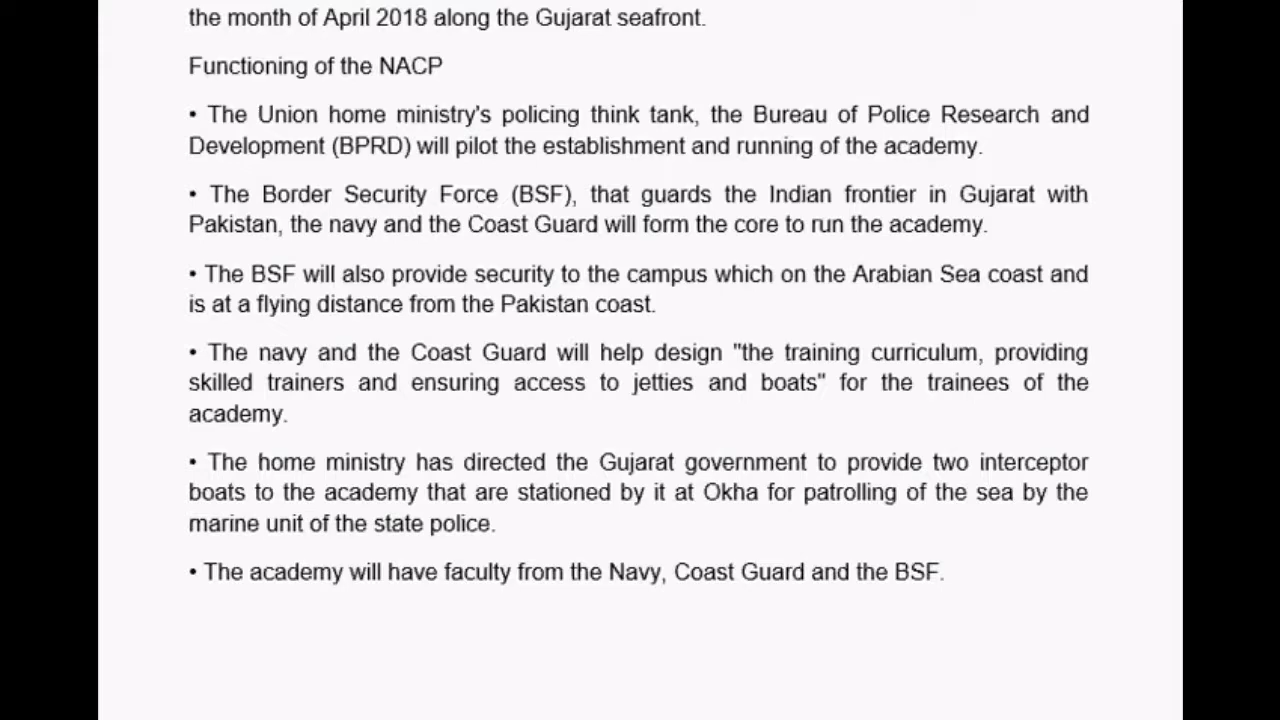 the month of April 2018 along the Gujarat seafront.
Functioning of the NACP
• The Union home ministry's policing think tank, the Bureau of Police Research and
Development (BPRD) will pilot the establishment and running of the academy.
• The Border Security Force (BSF), that guards the Indian frontier in Gujarat with
Pakistan, the navy and the Coast Guard will form the core to run the academy.
• The BSF will also provide security to the campus which on the Arabian Sea coast and
is at a flying distance from the Pakistan coast.
• The navy and the Coast Guard will help design "the training curriculum, providing
skilled trainers and ensuring access to jetties and boats" for the trainees of the
academy.
• The home ministry has directed the Gujarat government to provide two interceptor
boats to the academy that are stationed by it at Okha for patrolling of the sea by the
marine unit of the state police.
• The academy will have faculty from the Navy, Coast Guard and the BSF.